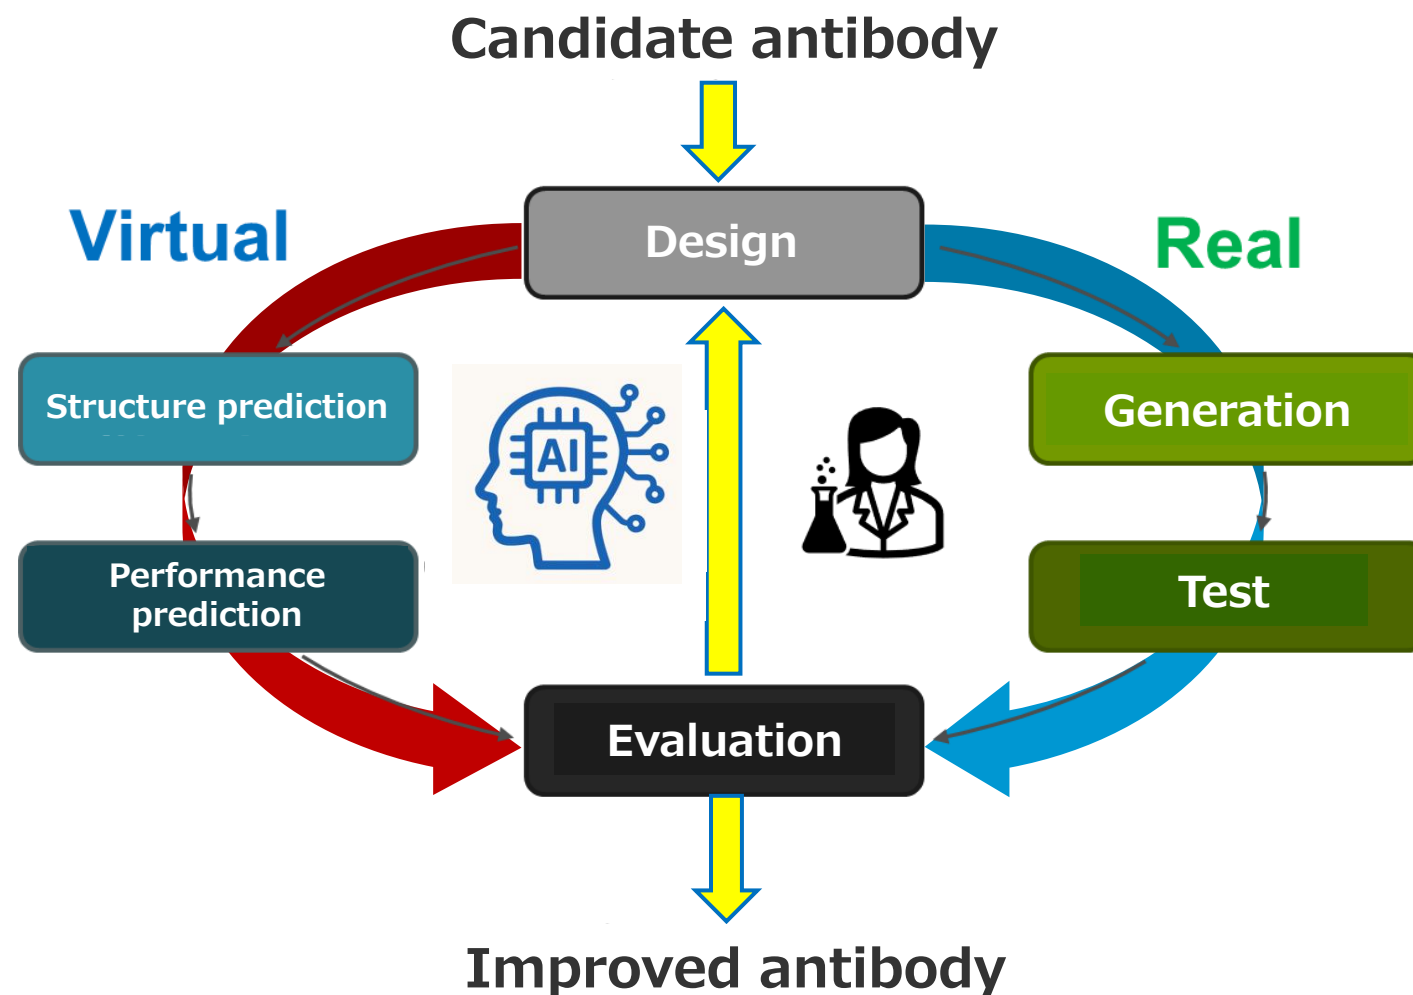 Candidate antibody
Virtual
Design
Real
Structure prediction
AI
Generation
Performance
prediction
Test
Evaluation
Improved antibody